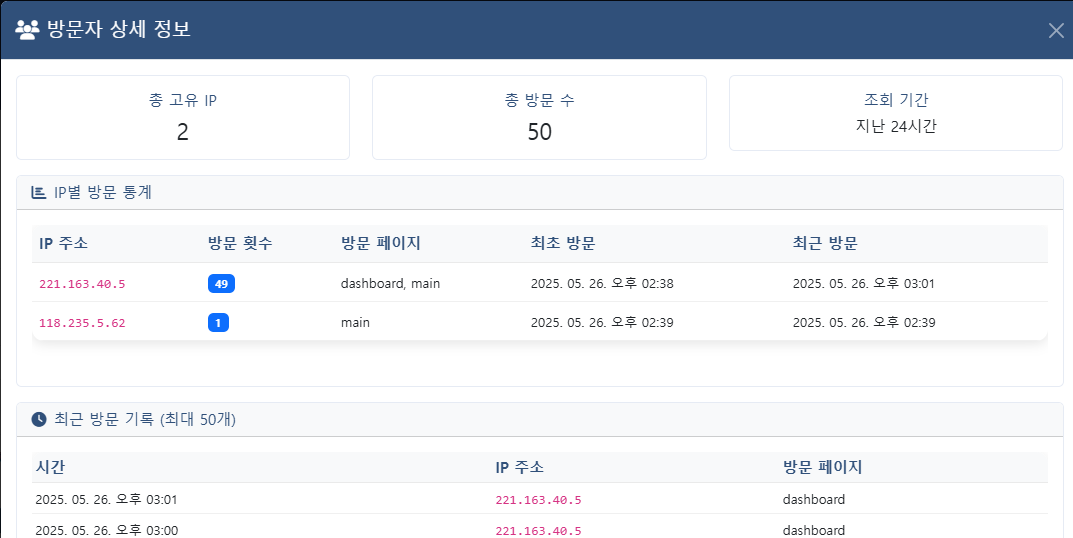 방문자 상세 정보
총 고유 IP
2
총 방문 수
50
조회 기간
지난 24시간
IP별 방문 통계
IP 주소 방문 횟수 방문 페이지 최초 방문 최근 방문
221.163.40.5 49 dashboard, main 2025. 05. 26. 오후 02:38 2025. 05. 26. 오후 03:01
118.235.5.62 1 main 2025. 05. 26. 오후 02:39 2025. 05. 26. 오후 02:39
최근 방문 기록 (최대 50개)
시간 IP 주소 방문 페이지
2025. 05. 26. 오후 03:01 221.163.40.5 dashboard
2025. 05. 26. 오후 03:00 221.163.40.5 dashboard